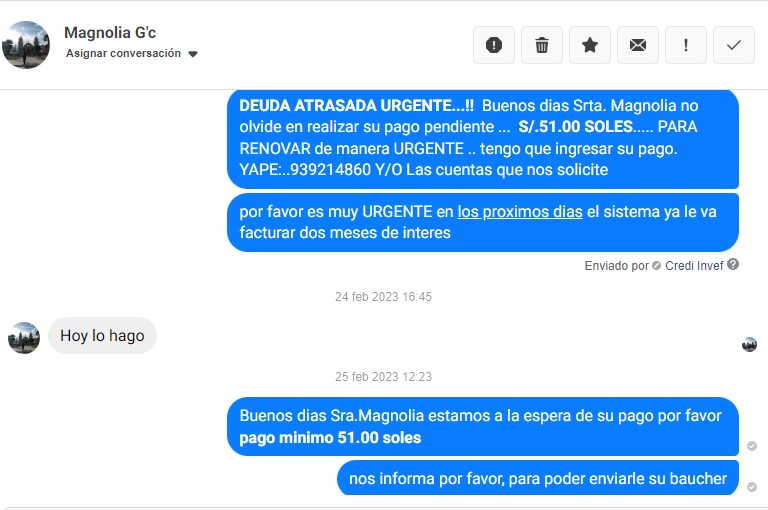 Magnolia G'c
Asignar conversación
DEUDA ATRASADA URGENTE...!! Buenos dias Srta. Magnolia no
olvide en realizar su pago pendiente ... S/.51.00 SOLES..... PARA
RENOVAR de manera URGENTE .. tengo que ingresar su pago.
YAPE:..939214860 Y/O Las cuentas que nos solicite
por favor es muy URGENTE en los proximos dias el sistema ya le va
facturar dos meses de interes
Enviado por Credi Invef
24 feb 2023 16:45
Hoy lo hago
25 feb 2023 12:23
Buenos dias Sra.Magnolia estamos a la espera de su pago por favor
pago minimo 51.00 soles
nos informa por favor, para poder enviarle su baucher